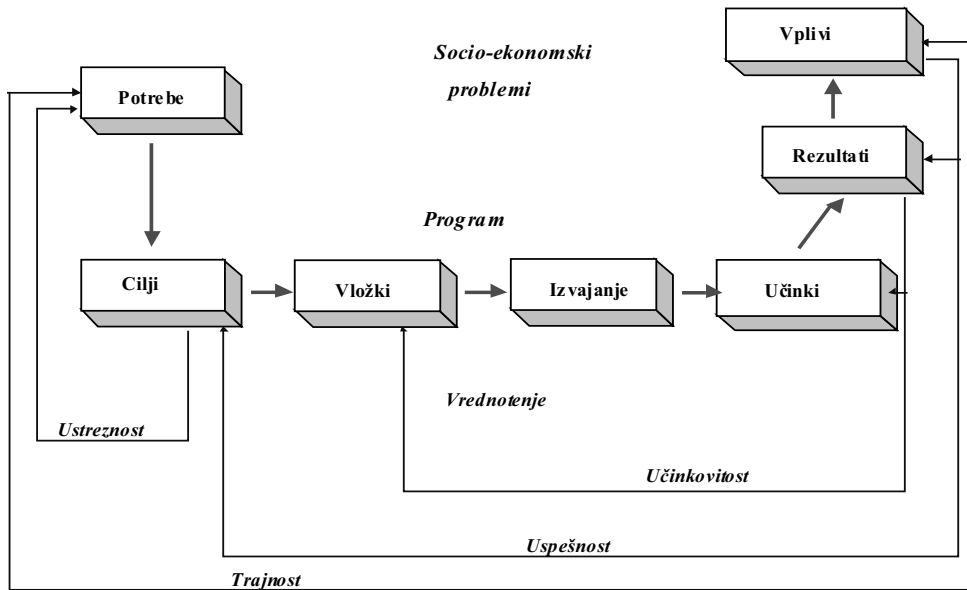 Vplivi
Socio-ekonomski
problemi
Potrebe
Rezultati
Program
Cilji
Vložki
Izvajanje
Učinki
Vrednotenje
Ustreznost
Učinkovitost
Uspešnost
Trajnost